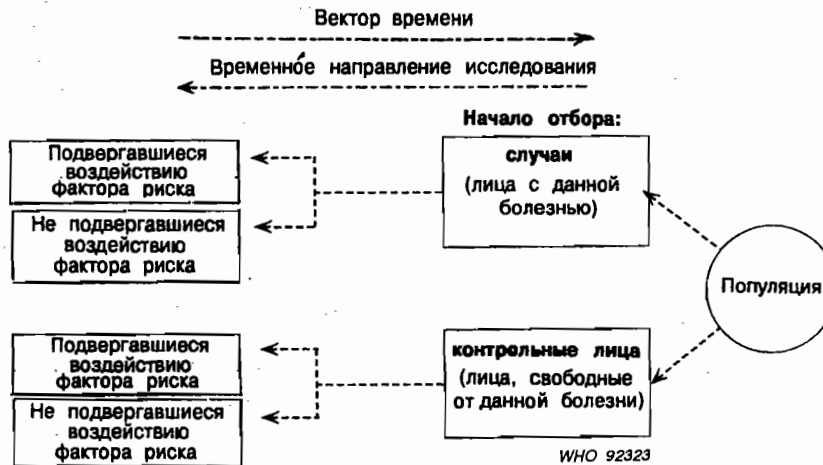 Вектор времени
Временно́е направление исследования
Начало отбора:
Подвергавшиеся
воздействию
фактора риска
Не подвергавшиеся
воздействию
фактора риска
случаи
(лица с данной
болезнью)
Популяция
Подвергавшиеся
воздействию
фактора риска
Не подвергавшиеся
воздействию
фактора риска
контрольные лица
(лица, свободные
от данной болезни)
WHO 92323